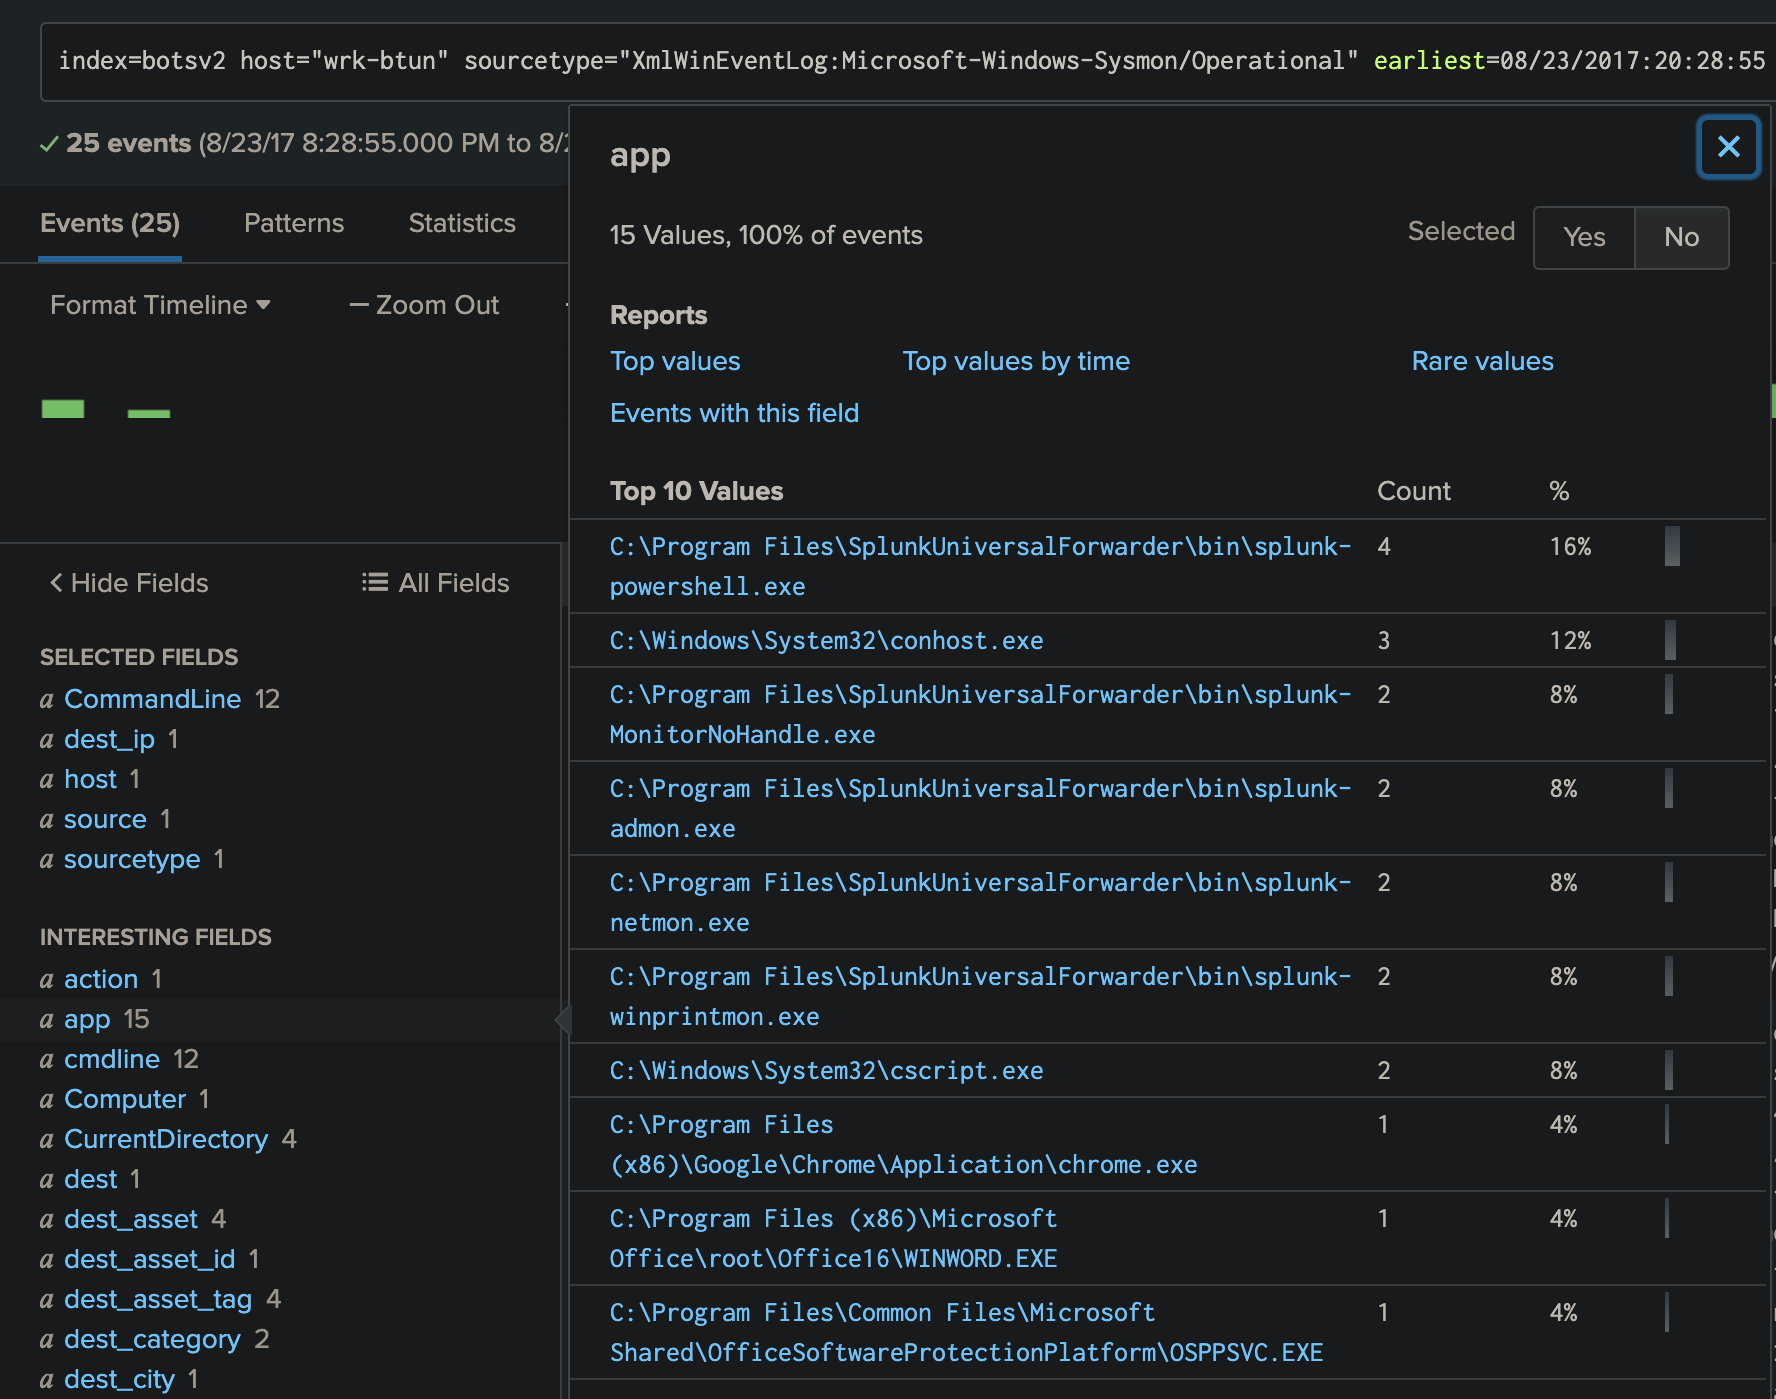 index=botsv2 host="wrk-btun" sourcetype="XmlWinEventLog:Microsoft-Windows-Sysmon/Operational" earliest=08/23/2017:20:28:55
✓ 25 events (8/23/17 8:28:55.000 PM to 8/2
Events (25) Patterns Statistics
Format Timeline — Zoom Out
Hide Fields All Fields
SELECTED FIELDS
a CommandLine 12
a dest_ip 1
a host 1
a source 1
a sourcetype 1
INTERESTING FIELDS
a action 1
a app 15
a cmdline 12
a Computer 1
a CurrentDirectory 4
a dest 1
a dest_asset 4
a dest_asset_id 1
a dest_asset_tag 4
a dest_category 2
a dest_city 1
app
15 Values, 100% of events
Selected Yes No
Reports
Top values Top values by time Rare values
Events with this field
Top 10 Values Count %
C:\Program Files\SplunkUniversalForwarder\bin\splunk- 4 16%
powershell.exe
C:\Windows\System32\conhost.exe 3 12%
C:\Program Files\SplunkUniversalForwarder\bin\splunk- 2 8%
MonitorNoHandle.exe
C:\Program Files\SplunkUniversalForwarder\bin\splunk- 2 8%
admon.exe
C:\Program Files\SplunkUniversalForwarder\bin\splunk- 2 8%
netmon.exe
C:\Program Files\SplunkUniversalForwarder\bin\splunk- 2 8%
winprintmon.exe
C:\Windows\System32\cscript.exe 2 8%
C:\Program Files 1 4%
(x86)\Google\Chrome\Application\chrome.exe
C:\Program Files (x86)\Microsoft 1 4%
Office\root\Office16\WINWORD.EXE
C:\Program Files\Common Files\Microsoft 1 4%
Shared\OfficeSoftwareProtectionPlatform\OSPPSVC.EXE